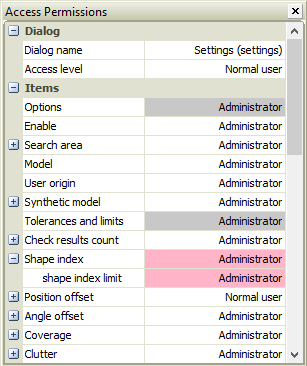 Access Permissions
Dialog
Dialog name Settings (settings)
Access level Normal user
Items
Options Administrator
Enable Administrator
Search area Administrator
Model Administrator
User origin Administrator
Synthetic model Administrator
Tolerances and limits Administrator
Check results count Administrator
Shape index Administrator
shape index limit Administrator
Position offset Normal user
Angle offset Administrator
Coverage Administrator
Clutter Administrator